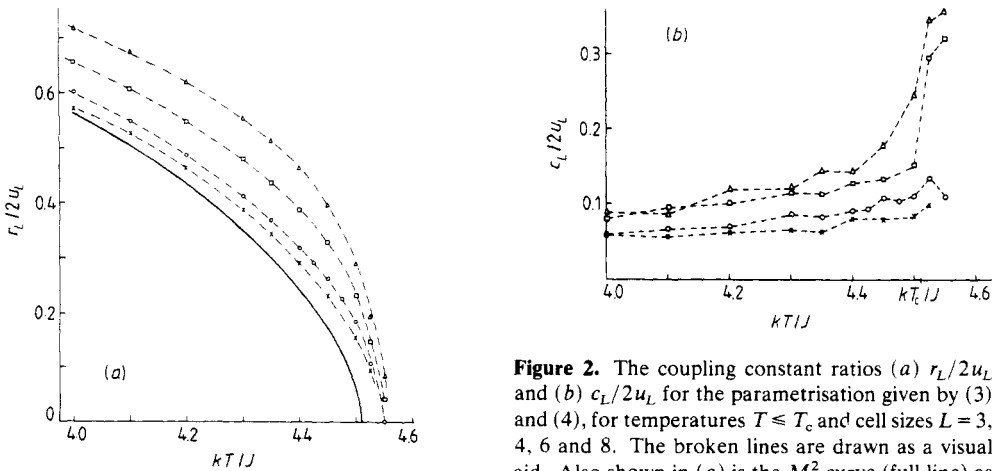 r_L/2u_L
0.6
0.4
0.2
0
(a)
4.0
4.2
4.4
4.6
kT/J
c_L/2u_L
0.3
0.2
0.1
(b)
4.0
4.2
4.4
kT_c/J
4.6
kT/J
Figure 2. The coupling constant ratios (a) r_L/2u_L
and (b) c_L/2u_L for the parametrisation given by (3)
and (4), for temperatures T ⩽ T_c and cell sizes L = 3,
4, 6 and 8. The broken lines are drawn as a visual
aid. Also shown in (a) is the M² curve (full line) as